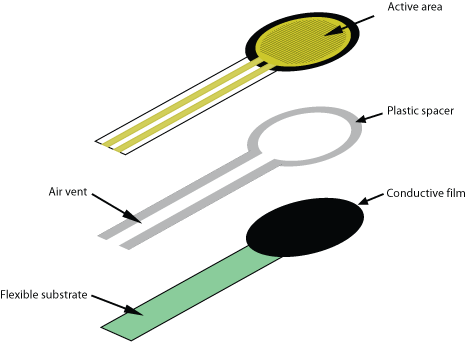 Active area
Plastic spacer
Air vent
Conductive film
Flexible substrate